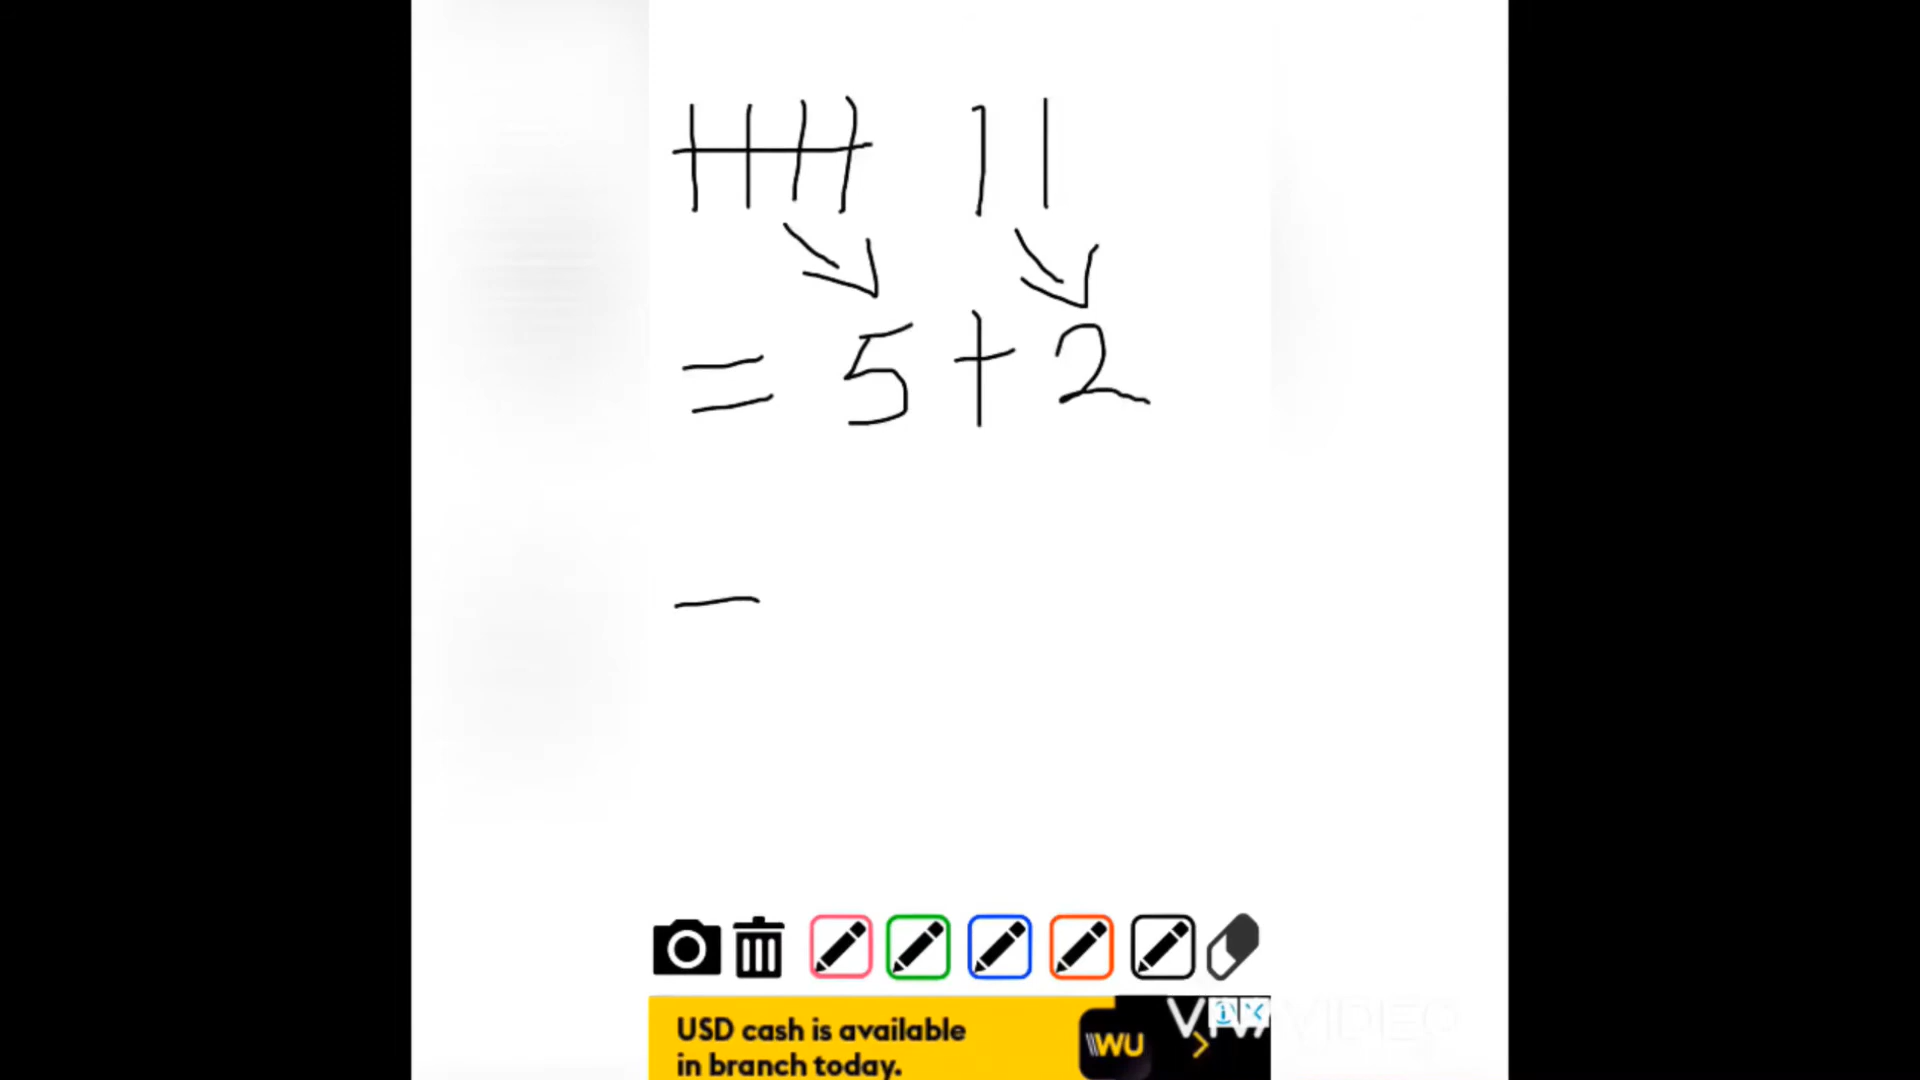 = 5 + 2
USD cash is available
in branch today.
WU